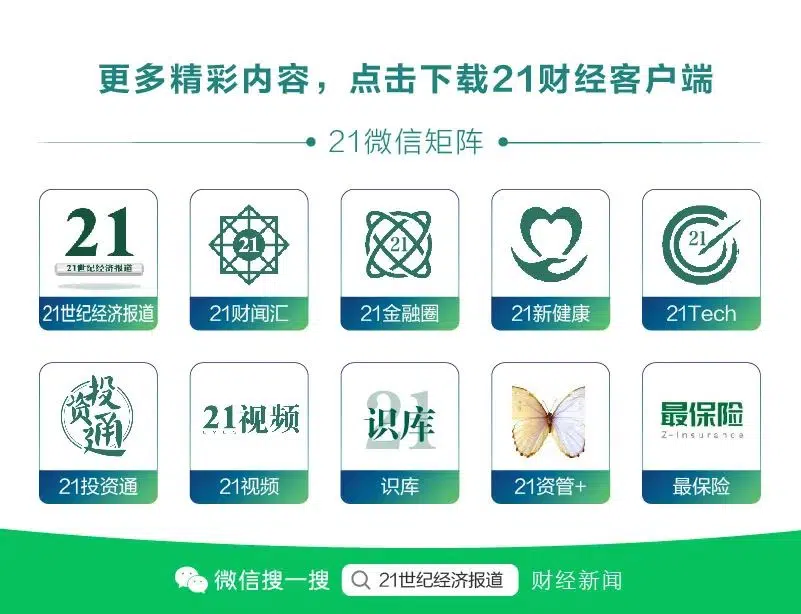 更多精彩内容，点击下载21财经客户端
21微信矩阵
21
21世纪经济报道
21世纪经济报道
21
21财闻汇
21
21金融圈
21新健康
21
21Tech
投资通
21投资通
21视频
21视频
21
识库
识库
21资管+
最保险
Z-insurance
最保险
微信搜一搜
21世纪经济报道
财经新闻